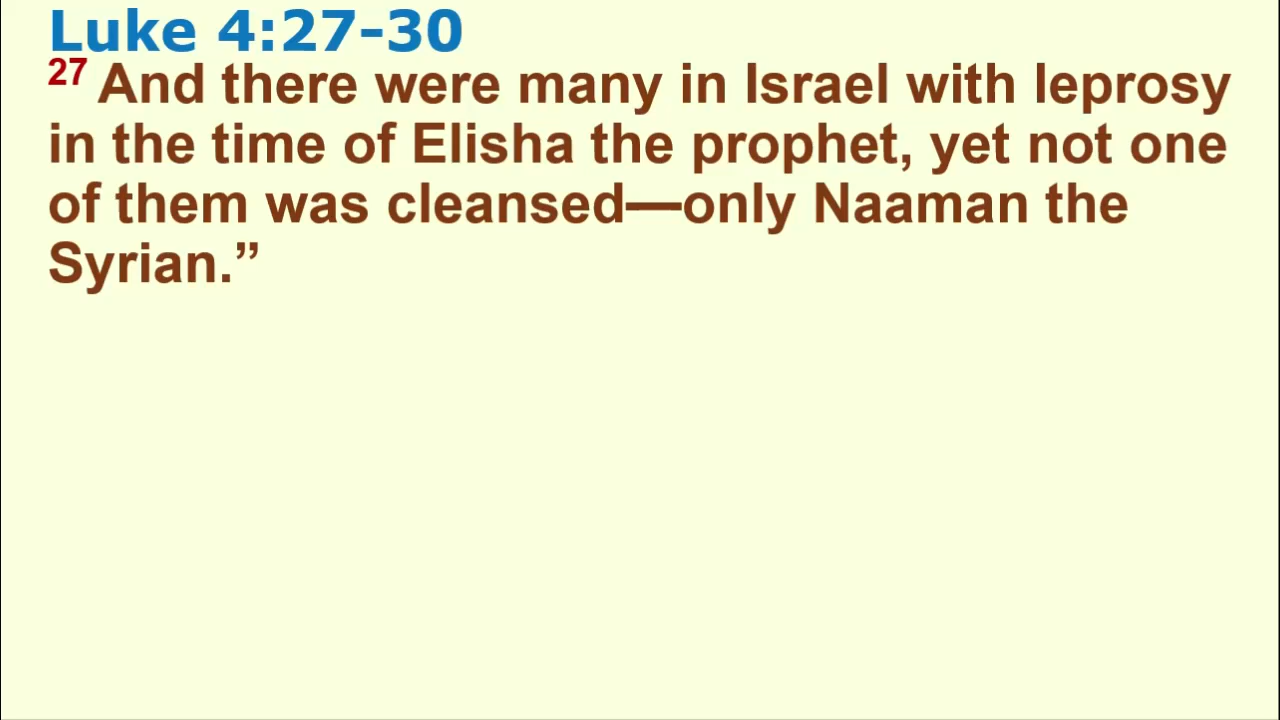 Luke 4:27-30
27 And there were many in Israel with leprosy
in the time of Elisha the prophet, yet not one
of them was cleansed—only Naaman the
Syrian.”